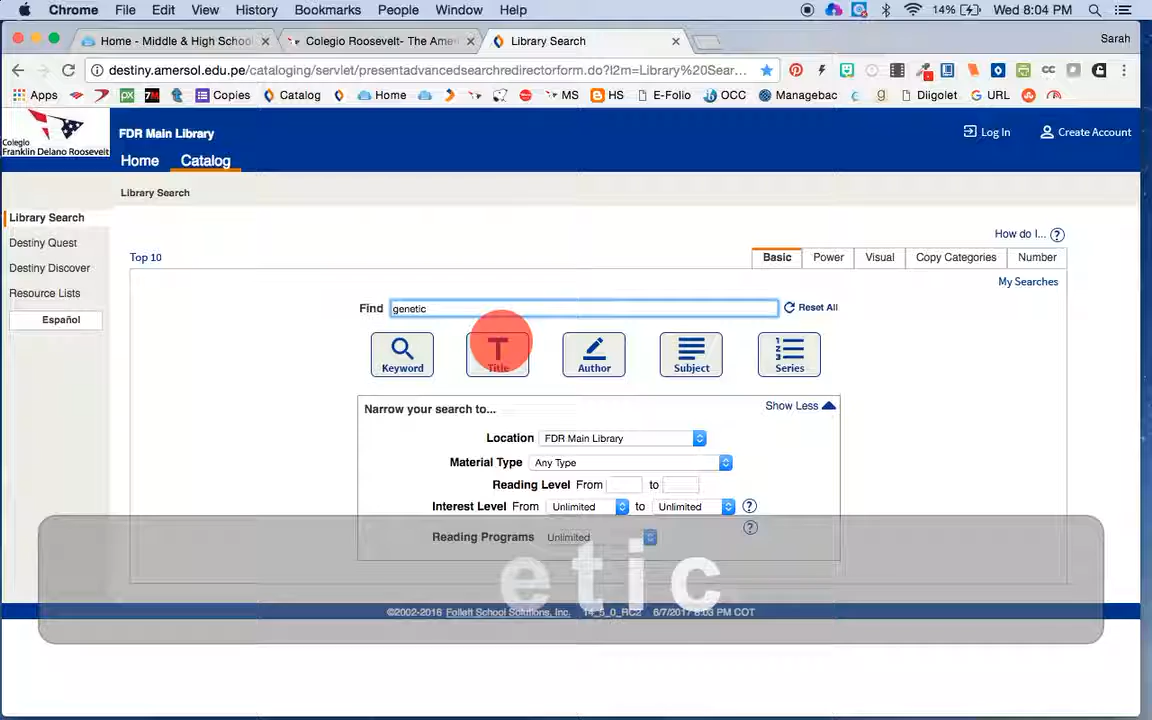 Chrome File Edit View History Bookmarks People Window Help 14% Wed 8:04 PM
Home - Middle & High School Colegio Roosevelt- The Ame Library Search Sarah
destiny.amersol.edu.pe/cataloging/servlet/presentadvancedsearchredirectorform.do?l2m=Library%20Sear...
Apps Copies Catalog Home MS HS E-Folio OCC Managebac Diigolet URL
Colegio
Franklin Delano Roosevelt
FDR Main Library
Log In Create Account
Home Catalog
Library Search
Library Search
Destiny Quest
Destiny Discover
Resource Lists
Español
How do I... ?
Top 10
Basic Power Visual Copy Categories Number
My Searches
Find genetic Reset All
Keyword Title Author Subject Series
Narrow your search to... Show Less
Location FDR Main Library
Material Type Any Type
Reading Level From to
Interest Level From Unlimited to Unlimited ?
Reading Programs Unlimited ?
etic
©2002-2016 Follett School Solutions, Inc. 14_5_0_RC2 6/7/2017 8:03 PM COT